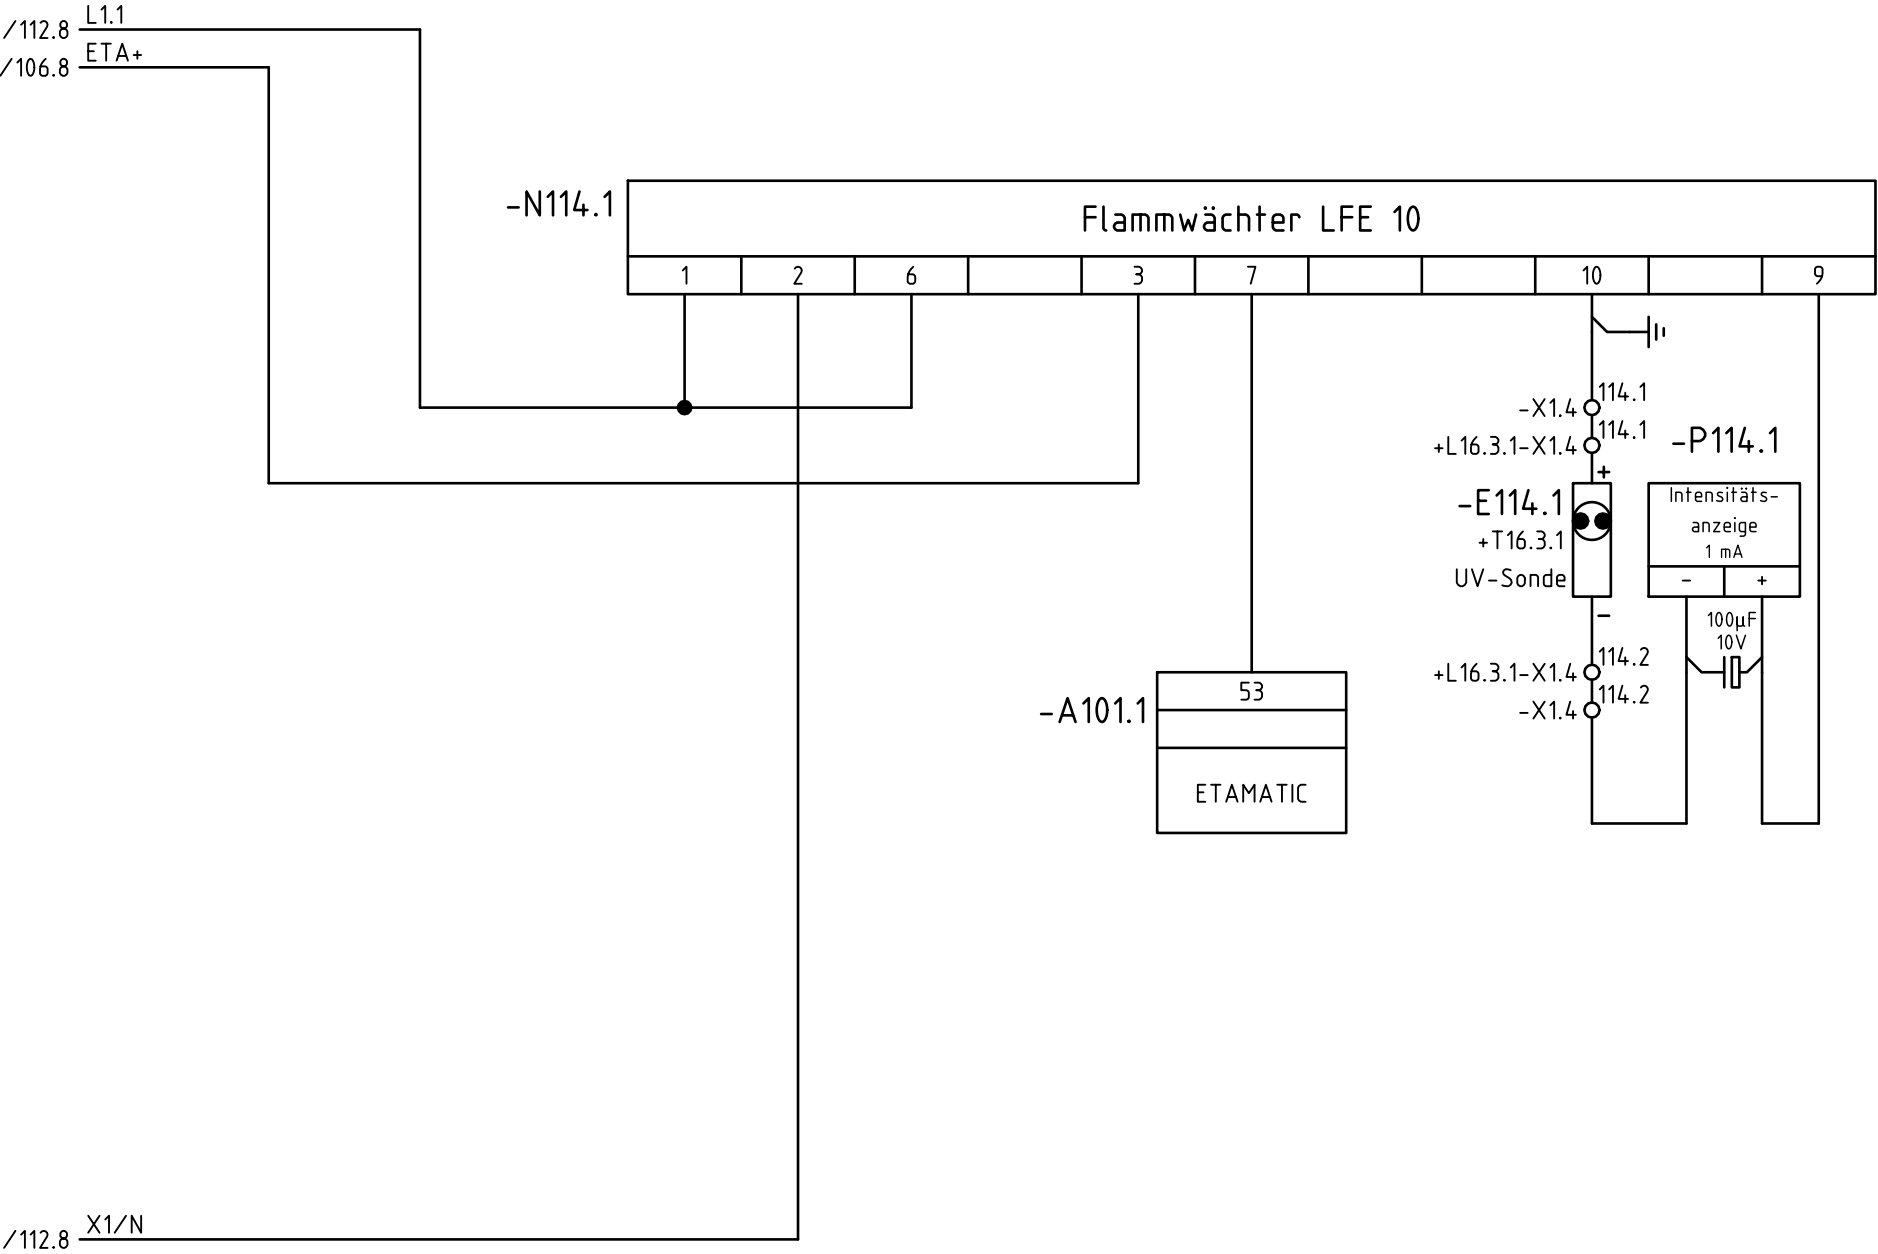 L1.1
/112.8
ETA+
/106.8
-N114.1
Flammwächter LFE 10
1 2 6 3 7 10 9
-X1.4 114.1
+L16.3.1-X1.4 114.1
-P114.1
+
-E114.1
+T16.3.1
UV-Sonde
-
Intensitäts-
anzeige
1 mA
- +
100µF
10V
+L16.3.1-X1.4 114.2
-X1.4 114.2
53
-A101.1
ETAMATIC
X1/N
/112.8